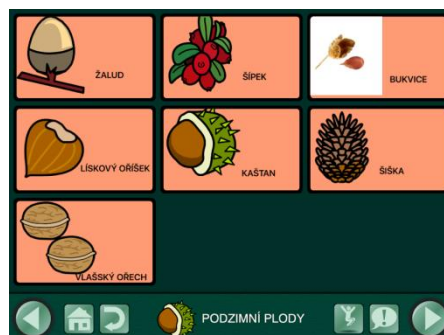 ŽALUD
ŠÍPEK
BUKVICE
LÍSKOVÝ OŘÍŠEK
KAŠTAN
ŠIŠKA
VLAŠSKÝ OŘECH
PODZIMNÍ PLODY